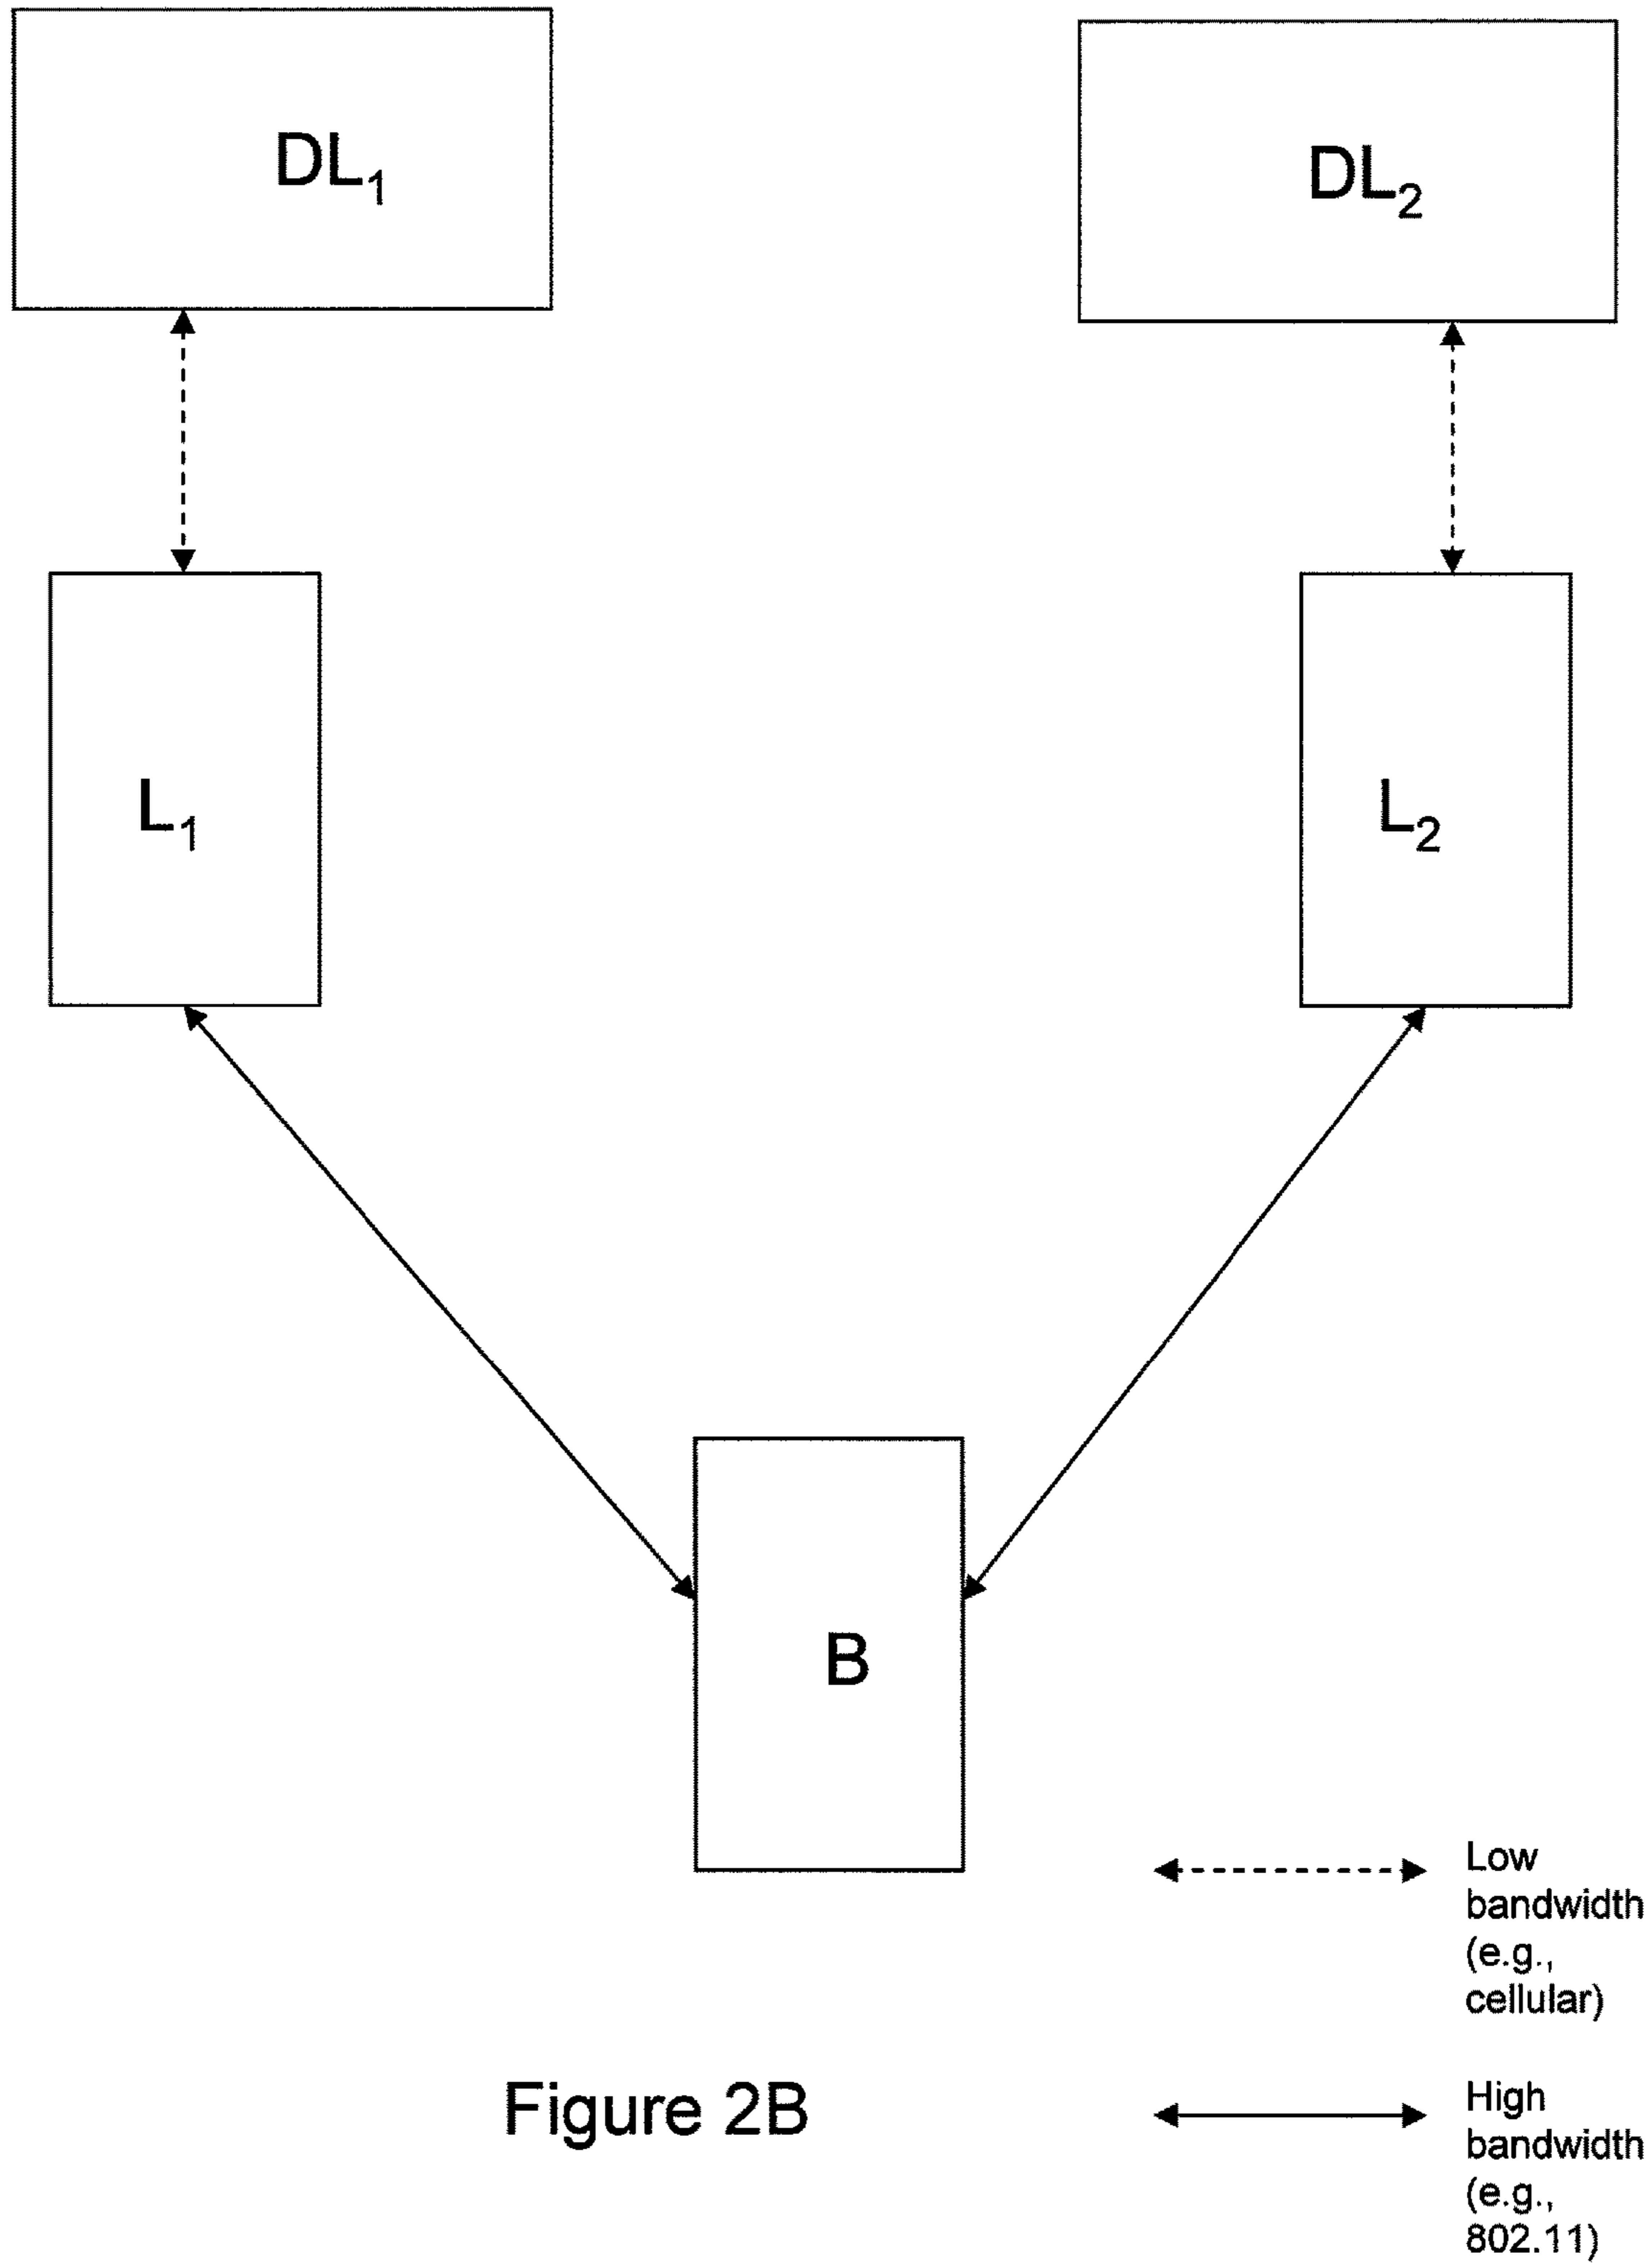 DL1
DL2
L1
L2
B
Low
bandwidth
(e.g.,
cellular)
Figure 2B
High
bandwidth
(e.g.,
802.11)